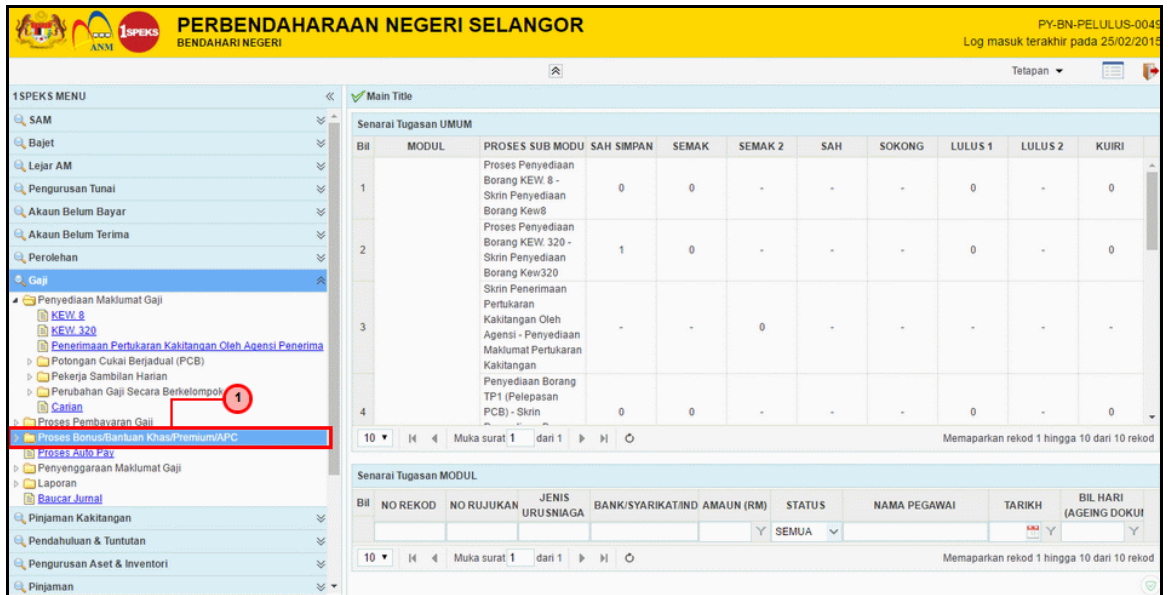 ANM
1SPEKS
PERBENDAHARAAN NEGERI SELANGOR
BENDAHARI NEGERI
PY-BN-PELULUS-0049
Log masuk terakhir pada 25/02/2015
Tetapan
1SPEKS MENU
Main Title
SAM
Bajet
Lejar AM
Pengurusan Tunai
Akaun Belum Bayar
Akaun Belum Terima
Perolehan
Gaji
Penyediaan Maklumat Gaji
KEW. 8
KEW. 320
Penerimaan Pertukaran Kakitangan Oleh Agensi Penerima
Potongan Cukai Berjadual (PCB)
Pekerja Sambilan Harian
Perubahan Gaji Secara Berkelompok
1
Carian
Proses Pembayaran Gaji
Proses Bonus/Bantuan Khas/Premium/APC
Proses Auto Pay
Penyenggaraan Maklumat Gaji
Laporan
Baucar Jurnal
Pinjaman Kakitangan
Pendahuluan & Tuntutan
Pengurusan Aset & Inventori
Pinjaman
Senarai Tugasan UMUM
Bil MODUL PROSES SUB MODU SAH SIMPAN SEMAK SEMAK 2 SAH SOKONG LULUS 1 LULUS 2 KUIRI
Proses Penyediaan
Borang KEW. 8 -
Skrin Penyediaan
Borang Kew8
1 0 0 - - - 0 - 0
Proses Penyediaan
Borang KEW. 320 -
Skrin Penyediaan
Borang Kew320
2 1 0 - - - 0 - 0
Skrin Penerimaan
Pertukaran
Kakitangan Oleh
Agensi - Penyediaan
Maklumat Pertukaran
Kakitangan
3 - - 0 - - - - -
Penyediaan Borang
TP1 (Pelepasan
PCB) - Skrin
4 0 0 - - - 0 - 0
10 Muka surat 1 dari 1 Memaparkan rekod 1 hingga 10 dari 10 rekod
Senarai Tugasan MODUL
Bil NO REKOD NO RUJUKAN JENIS URUSNIAGA BANK/SYARIKAT/IND AMAUN (RM) STATUS NAMA PEGAWAI TARIKH BIL HARI (AGEING DOKU
SEMUA
10 Muka surat 1 dari 1 Memaparkan rekod 1 hingga 10 dari 10 rekod